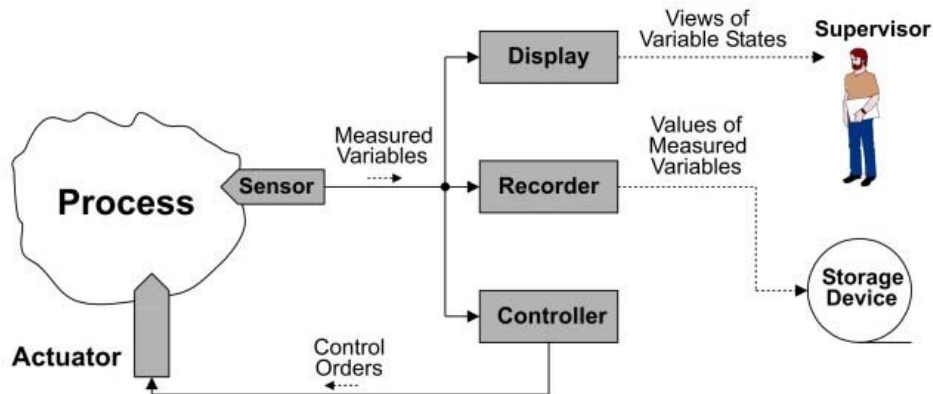 Views of
Variable States
Supervisor
Display
Measured
Variables
Values of
Measured
Variables
Process
Sensor
Recorder
Storage
Device
Controller
Actuator
Control
Orders